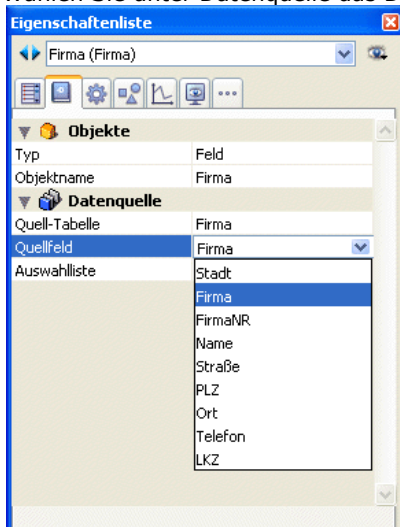 wählen Sie unter Datenquelle aus D
Eigenschaftenliste
Firma (Firma)
Objekte
Typ Feld
Objektname Firma
Datenquelle
Quell-Tabelle Firma
Quellfeld Firma
Auswahlliste
Stadt
Firma
FirmaNR
Name
Straße
PLZ
Ort
Telefon
LKZ